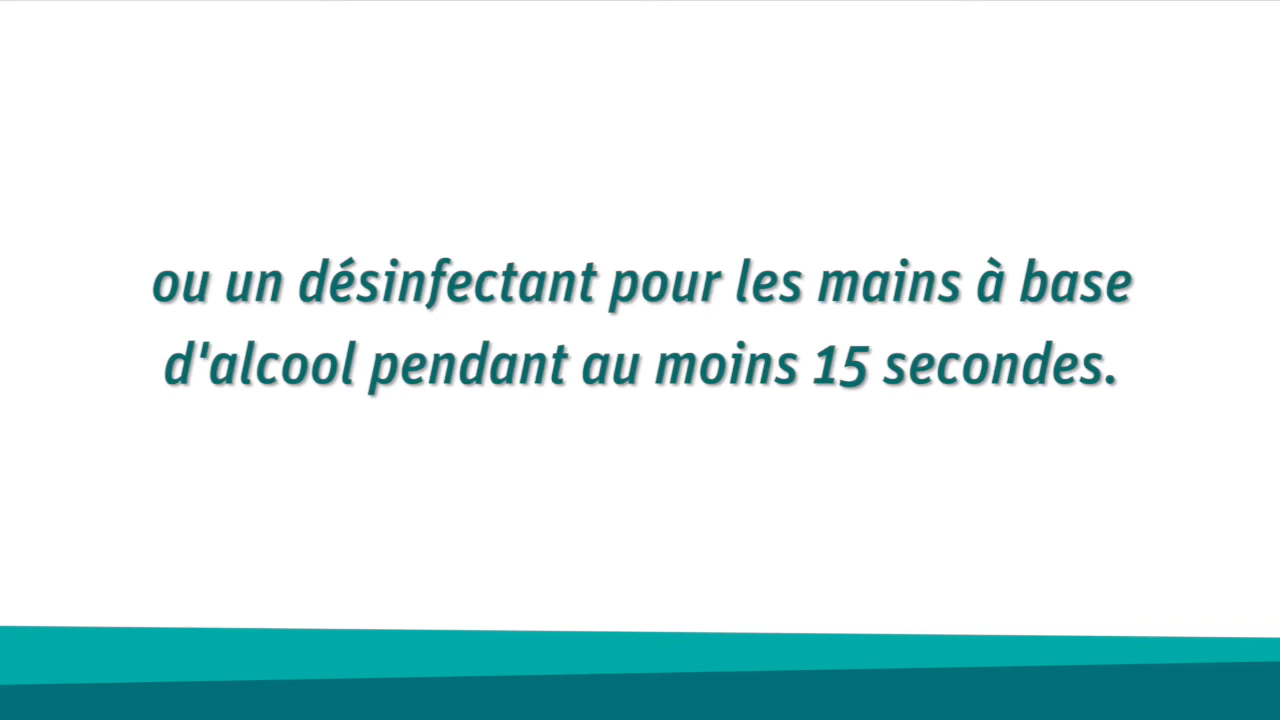 ou un désinfectant pour les mains à base
d'alcool pendant au moins 15 secondes.